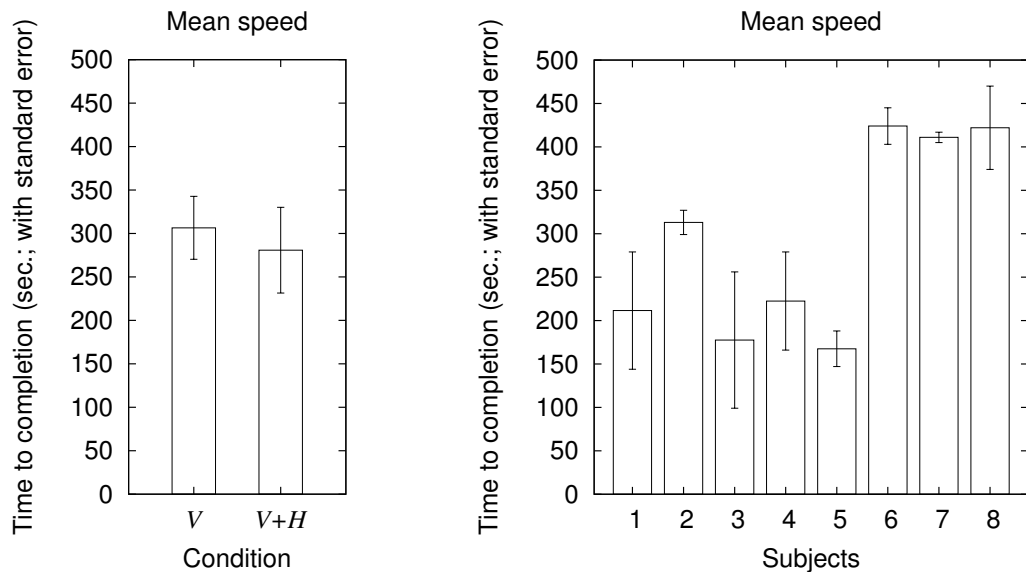 Mean speed
Time to completion (sec.; with standard error)
500
450
400
350
300
250
200
150
100
50
0
V V+H
Condition
Mean speed
Time to completion (sec.; with standard error)
500
450
400
350
300
250
200
150
100
50
0
1 2 3 4 5 6 7 8
Subjects